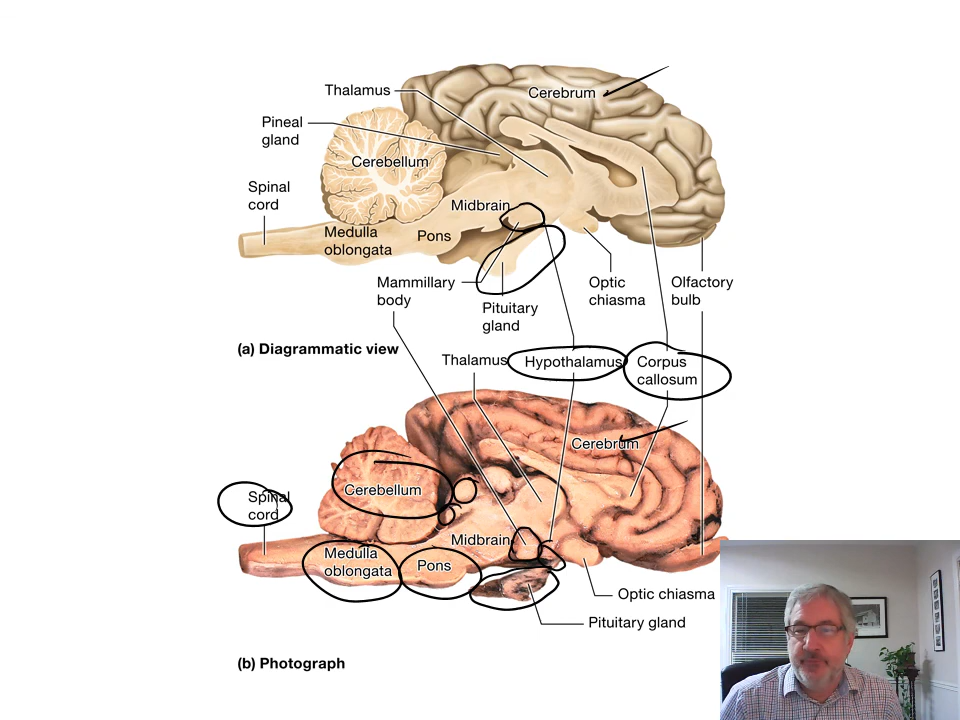 Thalamus
Cerebrum
Pineal
gland
Cerebellum
Spinal
cord
Midbrain
Medulla
oblongata
Pons
Mammillary
body
Pituitary
gland
Optic
chiasma
Olfactory
bulb
(a) Diagrammatic view
Thalamus
Hypothalamus
Corpus
callosum
Cerebrum
Cerebellum
Spinal
cord
Midbrain
Medulla
oblongata
Pons
Optic chiasma
Pituitary gland
(b) Photograph